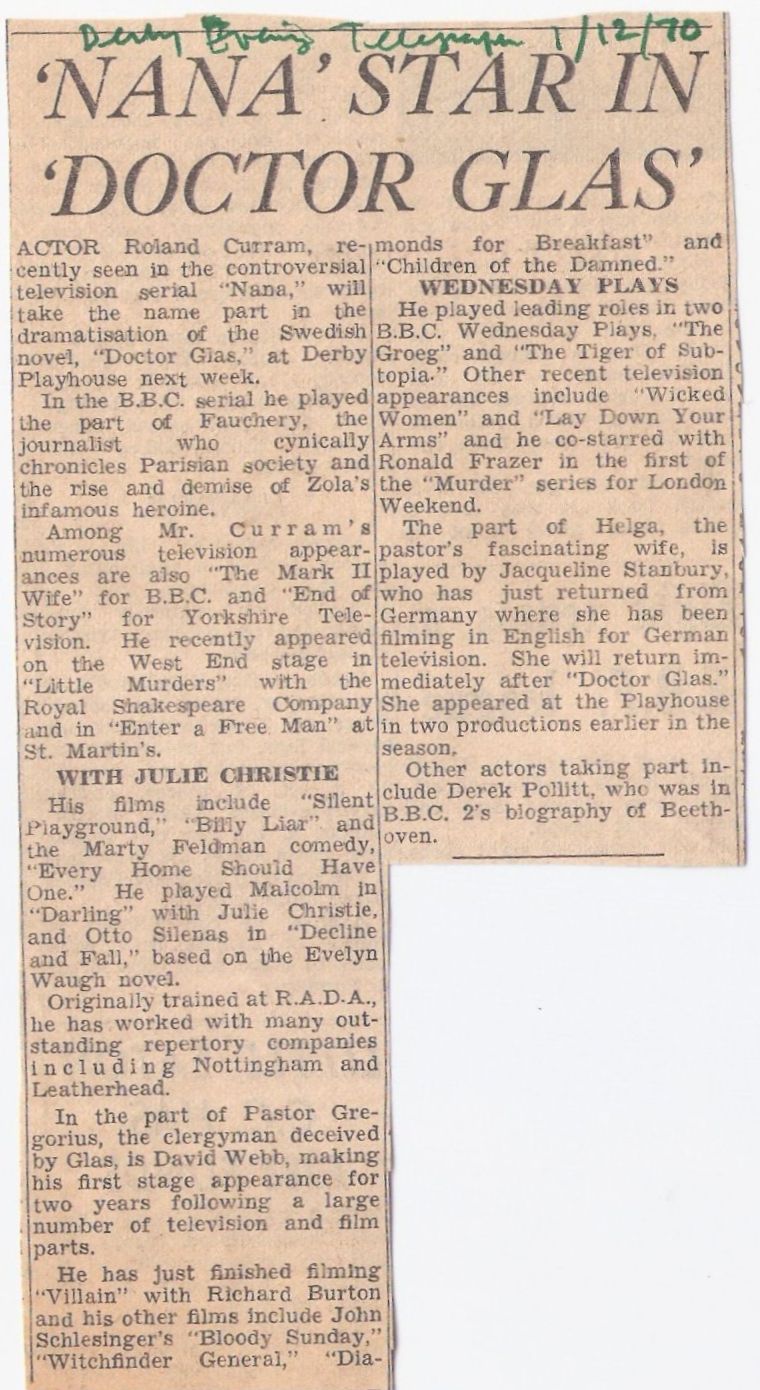 Derby Evening Telegraph 1/12/70
‘NANA’ STAR IN
‘DOCTOR GLAS’
ACTOR Roland Curram, re-
cently seen in the controversial
television serial “Nana,” will
take the name part in the
dramatisation of the Swedish
novel, “Doctor Glas,” at Derby
Playhouse next week.
In the B.B.C. serial he played
the part of Fauchery, the
journalist who cynically
chronicles Parisian society and
the rise and demise of Zola's
infamous heroine.
Among Mr. Curram's
numerous television appear-
ances are also “The Mark II
Wife” for B.B.C. and “End of
Story” for Yorkshire Tele-
vision. He recently appeared
on the West End stage in
“Little Murders” with the
Royal Shakespeare Company
and in “Enter a Free Man” at
St. Martin's.
WITH JULIE CHRISTIE
His films include “Silent
Playground,” “Billy Liar” and
the Marty Feldman comedy,
“Every Home Should Have
One.” He played Malcolm in
“Darling” with Julie Christie,
and Otto Silenas in “Decline
and Fall,” based on the Evelyn
Waugh novel.
Originally trained at R.A.D.A.,
he has worked with many out-
standing repertory companies
including Nottingham and
Leatherhead.
In the part of Pastor Gre-
gorius, the clergyman deceived
by Glas, is David Webb, making
his first stage appearance for
two years following a large
number of television and film
parts.
He has just finished filming
“Villain” with Richard Burton
and his other films include John
Schlesinger's “Bloody Sunday,”
“Witchfinder General,” “Dia-
monds for Breakfast” and
“Children of the Damned.”
WEDNESDAY PLAYS
He played leading roles in two
B.B.C. Wednesday Plays, “The
Groeg” and “The Tiger of Sub-
topia.” Other recent television
appearances include “Wicked
Women” and “Lay Down Your
Arms” and he co-starred with
Ronald Frazer in the first of
the “Murder” series for London
Weekend.
The part of Helga, the
pastor's fascinating wife, is
played by Jacqueline Stanbury,
who has just returned from
Germany where she has been
filming in English for German
television. She will return im-
mediately after “Doctor Glas.”
She appeared at the Playhouse
in two productions earlier in the
season.
Other actors taking part in-
clude Derek Pollitt, who was in
B.B.C. 2's biography of Beeth-
oven.